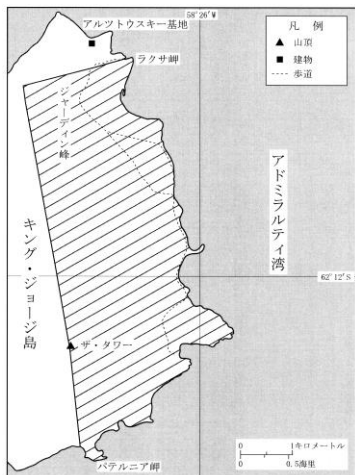 58°26′W
アルツトウスキー基地
凡例
▲ 山頂
■ 建物
歩道
ラクサ岬
ジャーディン峰
アドミラルティ湾
キング・ジョージ島
62°12′S
ザ・タワー
0 1キロメートル
0 0.5海里
パテルニア岬